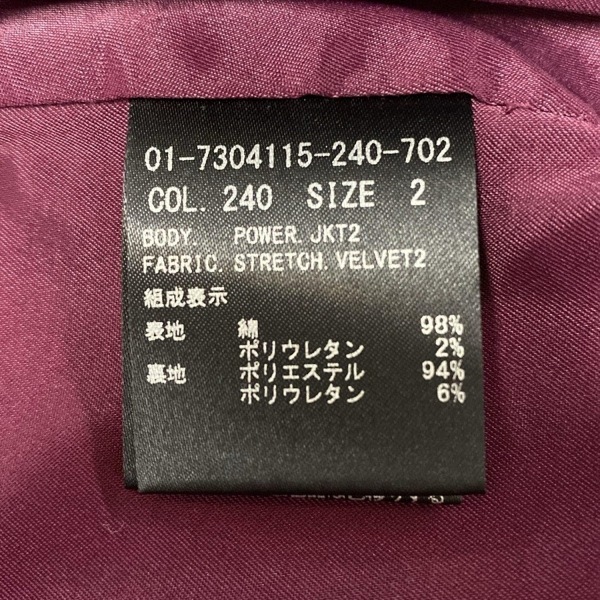 01-7304115-240-702
COL. 240 SIZE 2
BODY. POWER. JKT2
FABRIC. STRETCH. VELVET2
組成表示
表地 綿 98%
ポリウレタン 2%
裏地 ポリエステル 94%
ポリウレタン 6%